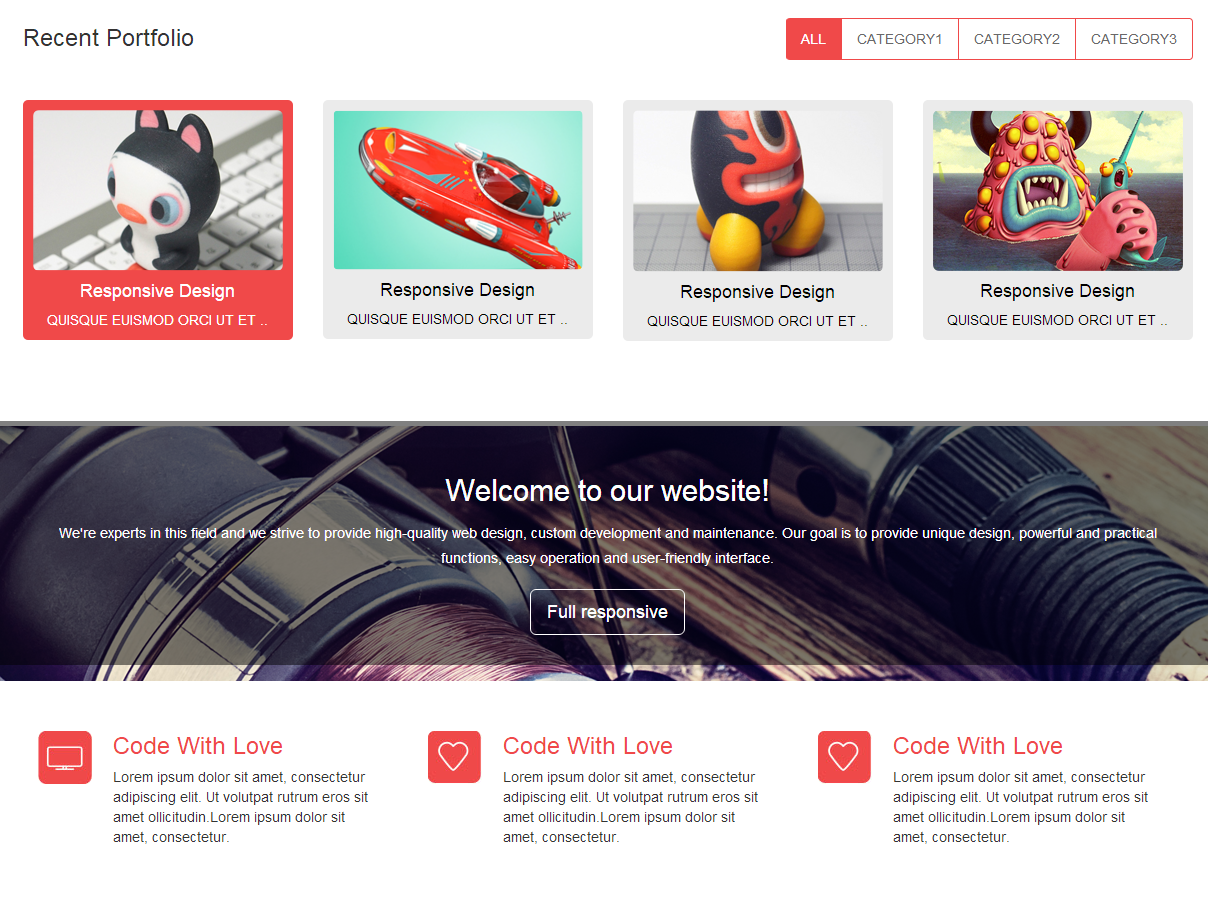 Recent Portfolio
ALL CATEGORY1 CATEGORY2 CATEGORY3
Responsive Design
QUISQUE EUISMOD ORCI UT ET ..
Responsive Design
QUISQUE EUISMOD ORCI UT ET ..
Responsive Design
QUISQUE EUISMOD ORCI UT ET ..
Responsive Design
QUISQUE EUISMOD ORCI UT ET ..
Welcome to our website!
We're experts in this field and we strive to provide high-quality web design, custom development and maintenance. Our goal is to provide unique design, powerful and practical
functions, easy operation and user-friendly interface.
Full responsive
Code With Love
Lorem ipsum dolor sit amet, consectetur
adipiscing elit. Ut volutpat rutrum eros sit
amet ollicitudin.Lorem ipsum dolor sit
amet, consectetur.
Code With Love
Lorem ipsum dolor sit amet, consectetur
adipiscing elit. Ut volutpat rutrum eros sit
amet ollicitudin.Lorem ipsum dolor sit
amet, consectetur.
Code With Love
Lorem ipsum dolor sit amet, consectetur
adipiscing elit. Ut volutpat rutrum eros sit
amet ollicitudin.Lorem ipsum dolor sit
amet, consectetur.